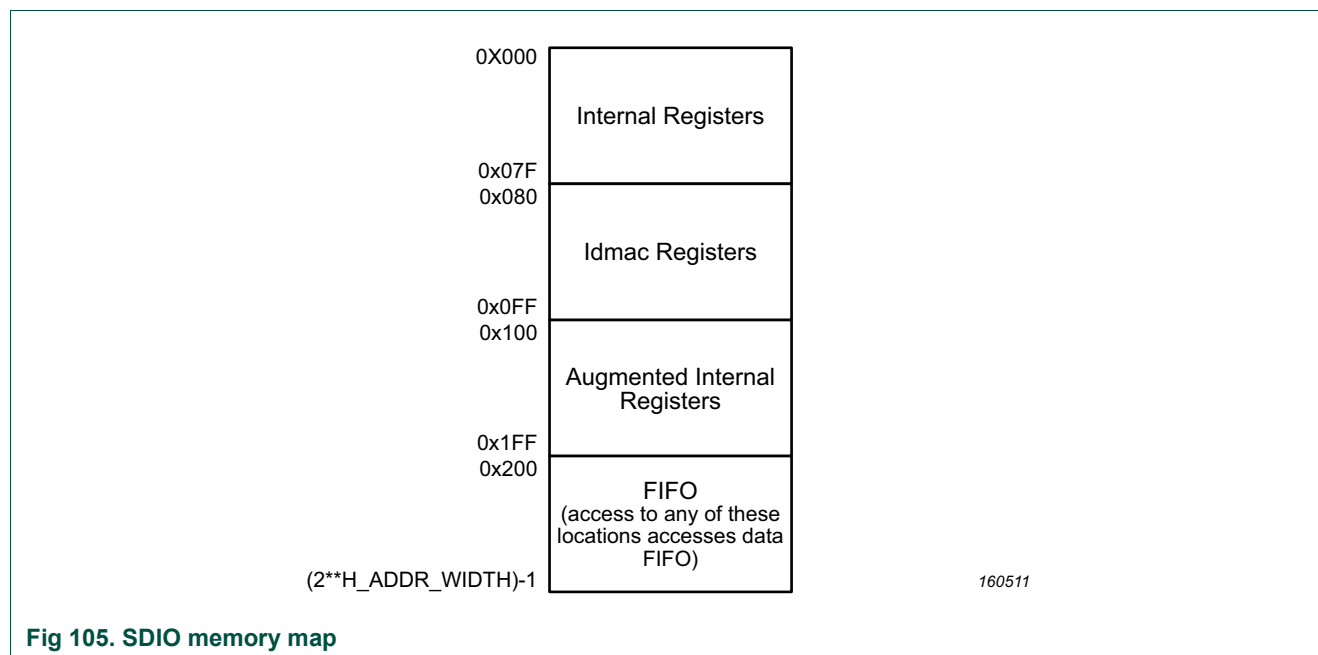 0X000
Internal Registers
0x07F
0x080
Idmac Registers
0x0FF
0x100
Augmented Internal
Registers
0x1FF
0x200
FIFO
(access to any of these
locations accesses data
FIFO)
(2**H_ADDR_WIDTH)-1
160511
Fig 105. SDIO memory map